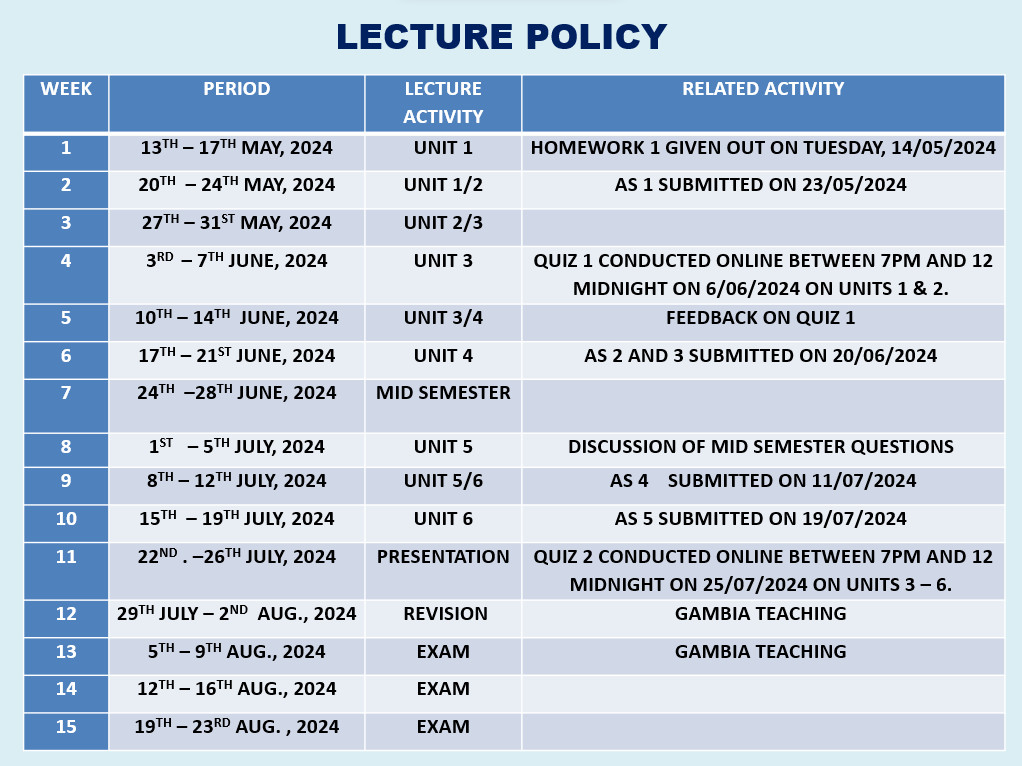 LECTURE POLICY
WEEK PERIOD LECTURE ACTIVITY RELATED ACTIVITY
1 13TH – 17TH MAY, 2024 UNIT 1 HOMEWORK 1 GIVEN OUT ON TUESDAY, 14/05/2024
2 20TH – 24TH MAY, 2024 UNIT 1/2 AS 1 SUBMITTED ON 23/05/2024
3 27TH – 31ST MAY, 2024 UNIT 2/3
4 3RD – 7TH JUNE, 2024 UNIT 3 QUIZ 1 CONDUCTED ONLINE BETWEEN 7PM AND 12
MIDNIGHT ON 6/06/2024 ON UNITS 1 & 2.
5 10TH – 14TH JUNE, 2024 UNIT 3/4 FEEDBACK ON QUIZ 1
6 17TH – 21ST JUNE, 2024 UNIT 4 AS 2 AND 3 SUBMITTED ON 20/06/2024
7 24TH –28TH JUNE, 2024 MID SEMESTER
8 1ST – 5TH JULY, 2024 UNIT 5 DISCUSSION OF MID SEMESTER QUESTIONS
9 8TH – 12TH JULY, 2024 UNIT 5/6 AS 4 SUBMITTED ON 11/07/2024
10 15TH – 19TH JULY, 2024 UNIT 6 AS 5 SUBMITTED ON 19/07/2024
11 22ND . –26TH JULY, 2024 PRESENTATION QUIZ 2 CONDUCTED ONLINE BETWEEN 7PM AND 12
MIDNIGHT ON 25/07/2024 ON UNITS 3 – 6.
12 29TH JULY – 2ND AUG., 2024 REVISION GAMBIA TEACHING
13 5TH – 9TH AUG., 2024 EXAM GAMBIA TEACHING
14 12TH – 16TH AUG., 2024 EXAM
15 19TH – 23RD AUG. , 2024 EXAM